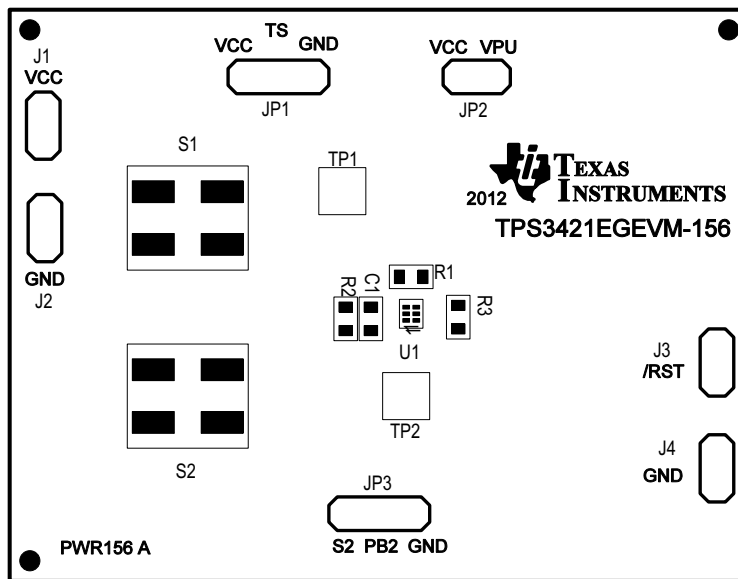 J1
VCC
VCC TS GND
JP1
VCC VPU
JP2
S1
TP1
2012
TEXAS
INSTRUMENTS
TPS3421EGEVM-156
GND
J2
R2
C1
R1
R3
U1
J3
/RST
TP2
S2
J4
GND
JP3
S2 PB2 GND
PWR156 A